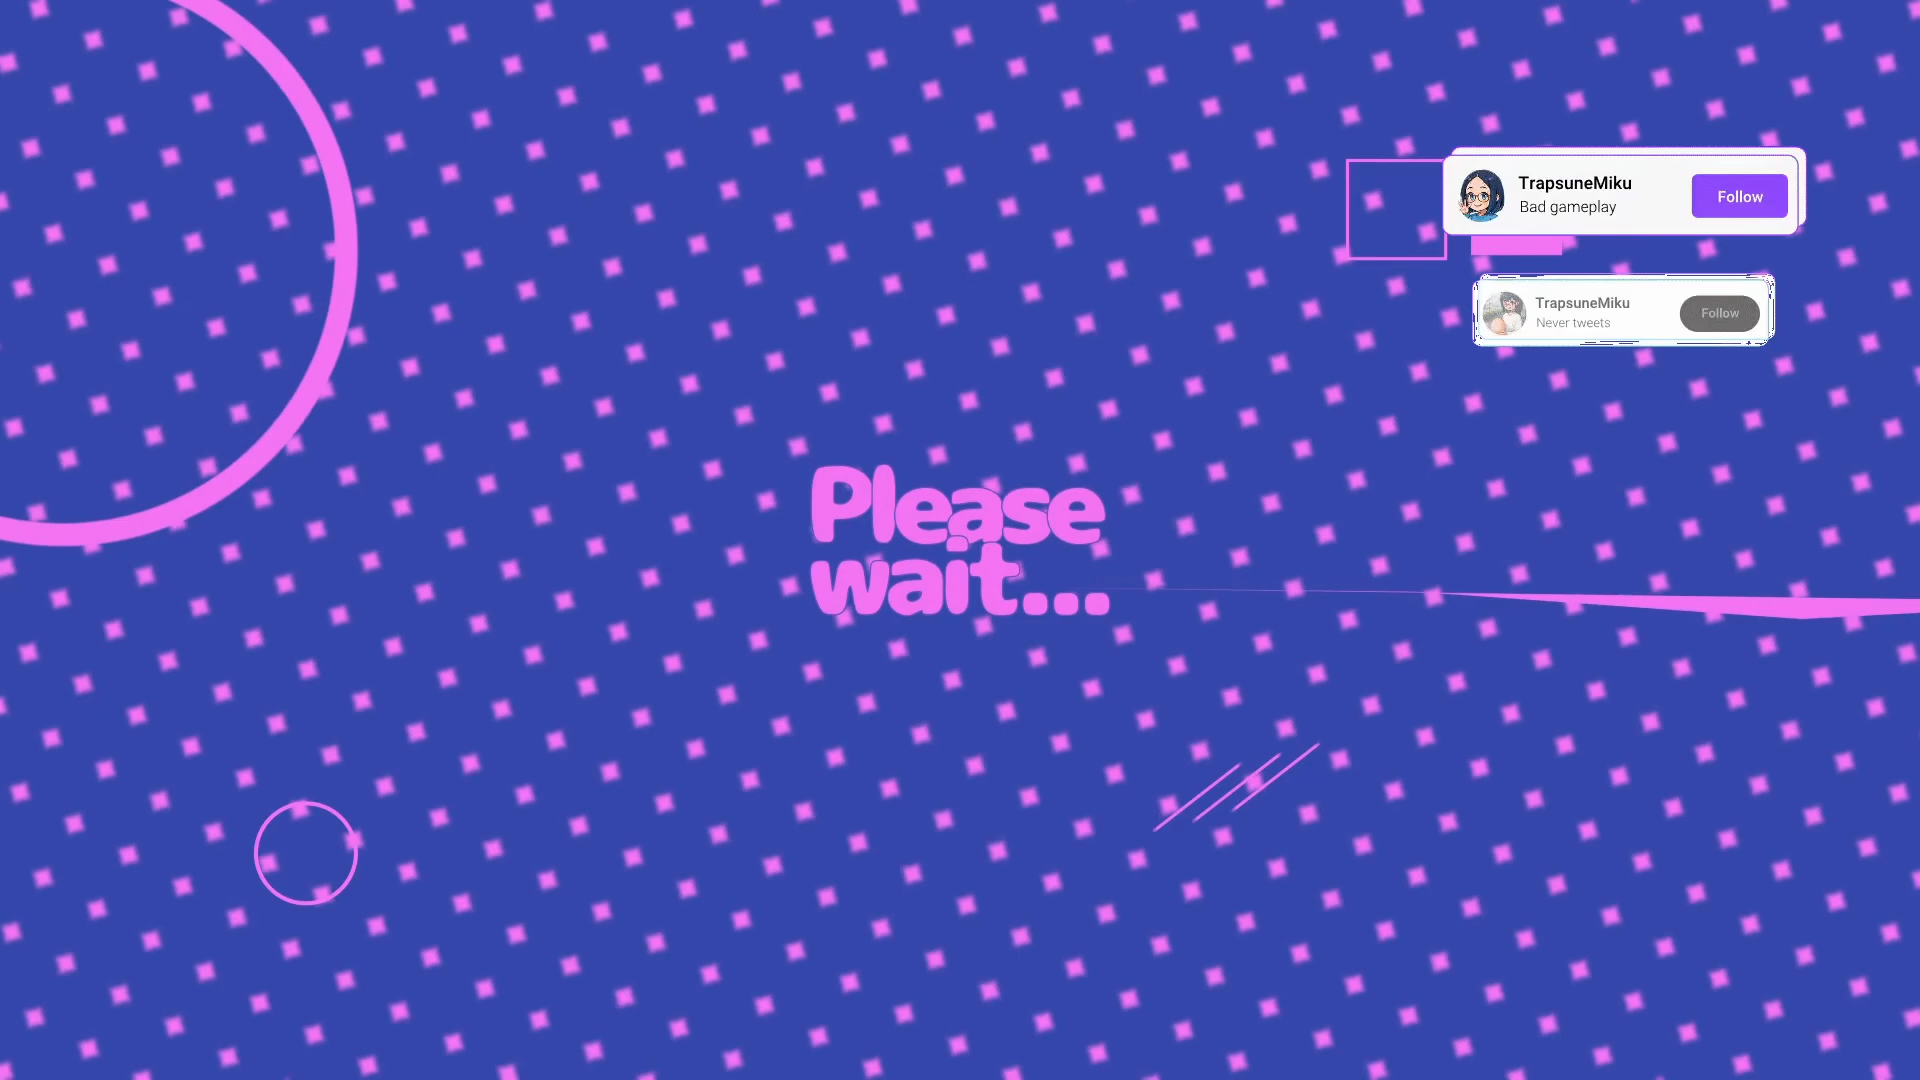 TrapsuneMiku
Bad gameplay
Follow
TrapsuneMiku
Never tweets
Follow
Please
wait...